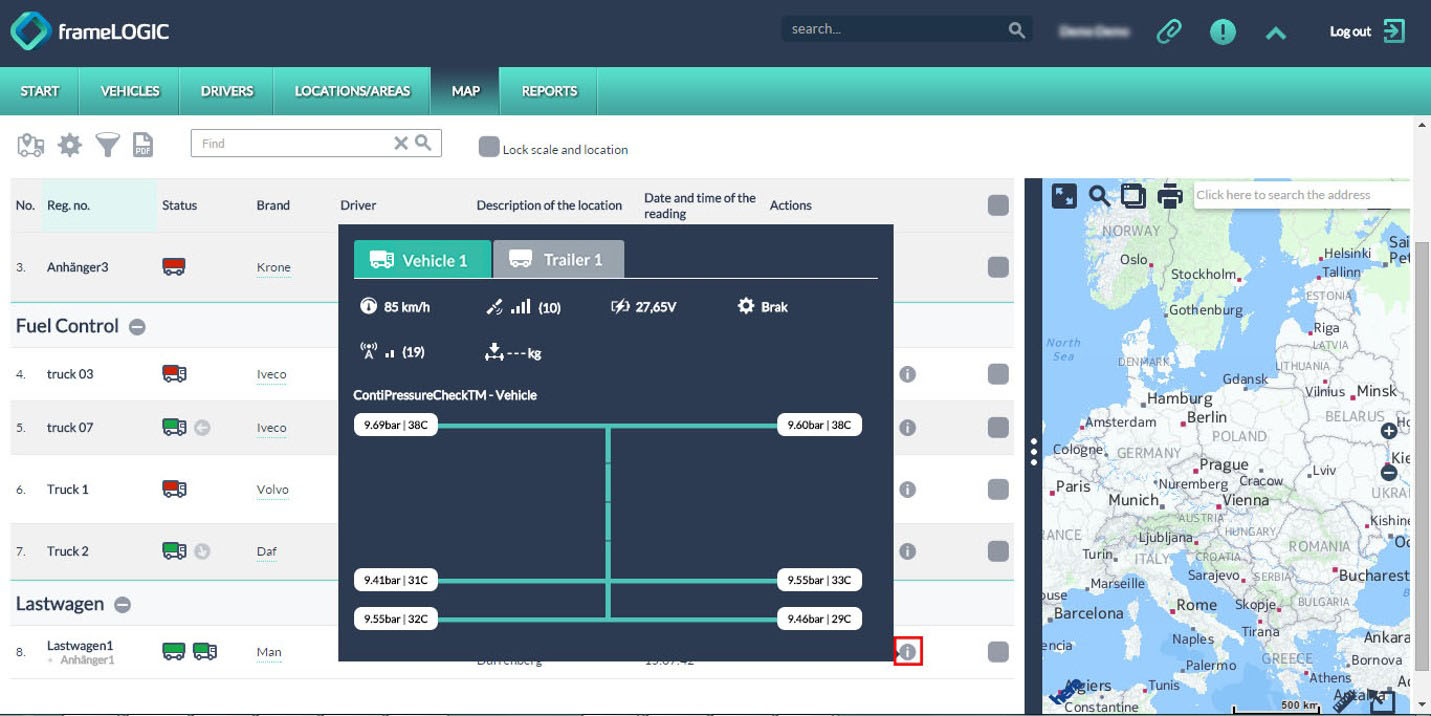 frameLOGIC
search...
Log out
START VEHICLES DRIVERS LOCATIONS/AREAS MAP REPORTS
PDF
Find
Lock scale and location
No. Reg. no. Status Brand Driver Description of the location Date and time of the reading Actions
3. Anhänger3 Krone
Fuel Control
4. truck 03 Iveco
5. truck 07 Iveco
6. Truck 1 Volvo
7. Truck 2 Daf
Lastwagen
8. Lastwagen1 Man
Anhänger1
Dürrenberg 15:07:42
Vehicle 1 Trailer 1
85 km/h (10) 27,65V Brak
(19) ---kg
ContiPressureCheckTM - Vehicle
9.69bar | 38C 9.60bar | 38C
9.41bar | 31C 9.55bar | 33C
9.55bar | 32C 9.46bar | 29C
Click here to search the address
NORWAY
Helsinki
Oslo
Stockholm
Tallinn
ESTONIA
Gothenburg
North
Sea
Riga
LATVIA
DENMARK
LITHUANIA
Gdansk
Vilnius
Minsk
Hamburg
Berlin
BELARUS
Amsterdam
POLAND
Cologne
GERMANY
Prague
Lviv
Paris
Nuremberg
Cracow
Munich
Vienna
AUSTRIA
HUNGARY
Ljubljana
ROMANIA
Turin
ITALY
CROATIA
Sarajevo
SERBIA
Bucharest
Marseille
BULGARIA
Barcelona
Rome
Skopje
Tirana
Naples
Ankara
GREECE
Bornova
Palermo
Athens
Antalya
Algiers
Tunis
here
Constantine
500 km